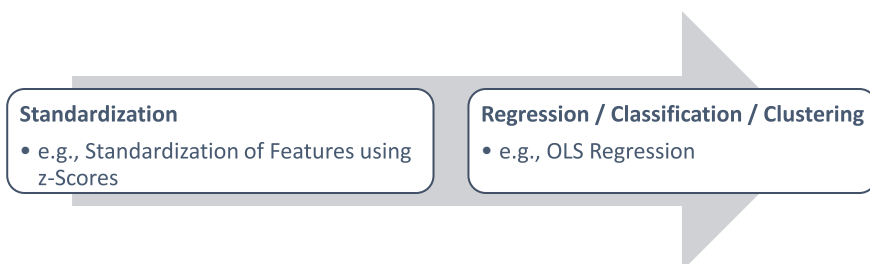 Standardization
• e.g., Standardization of Features using
z-Scores
Regression / Classification / Clustering
• e.g., OLS Regression